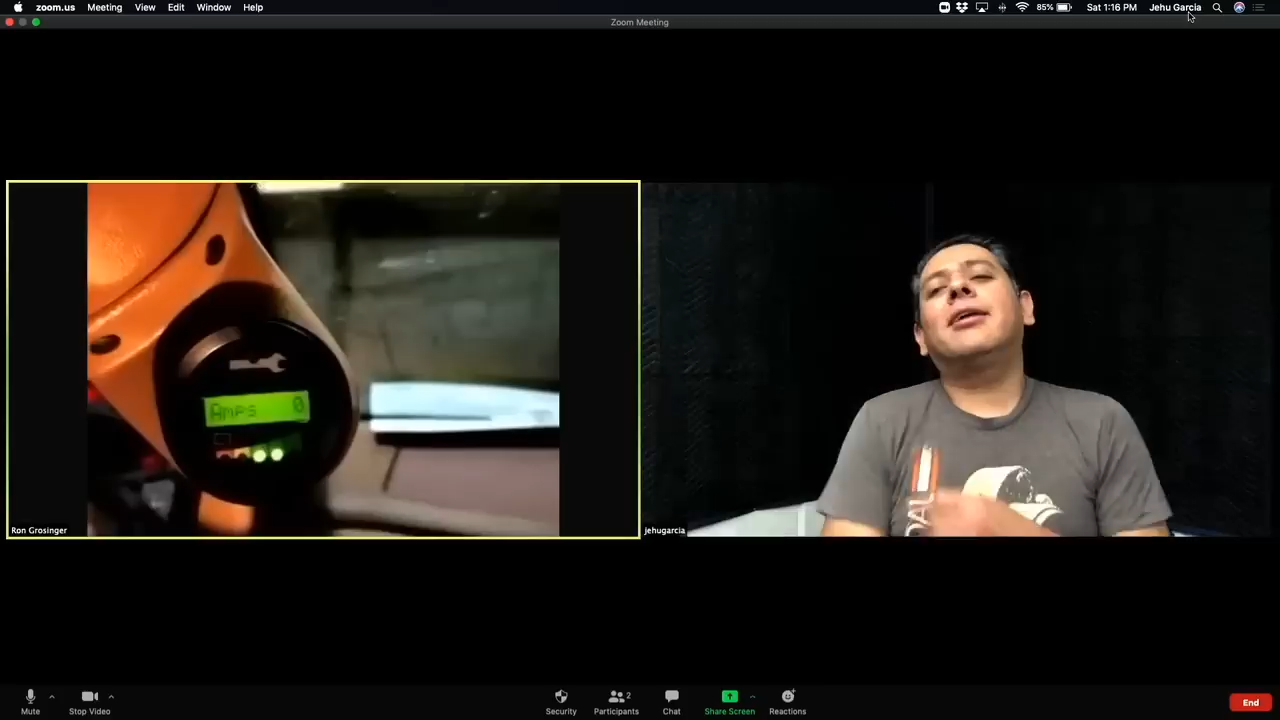 zoom.us Meeting View Edit Window Help 85% Sat 1:16 PM Jehu Garcia
Zoom Meeting
Amps 0
Ron Grosinger
jehugarcia
Mute
Stop Video
Security
2
Participants
Chat
Share Screen
Reactions
End